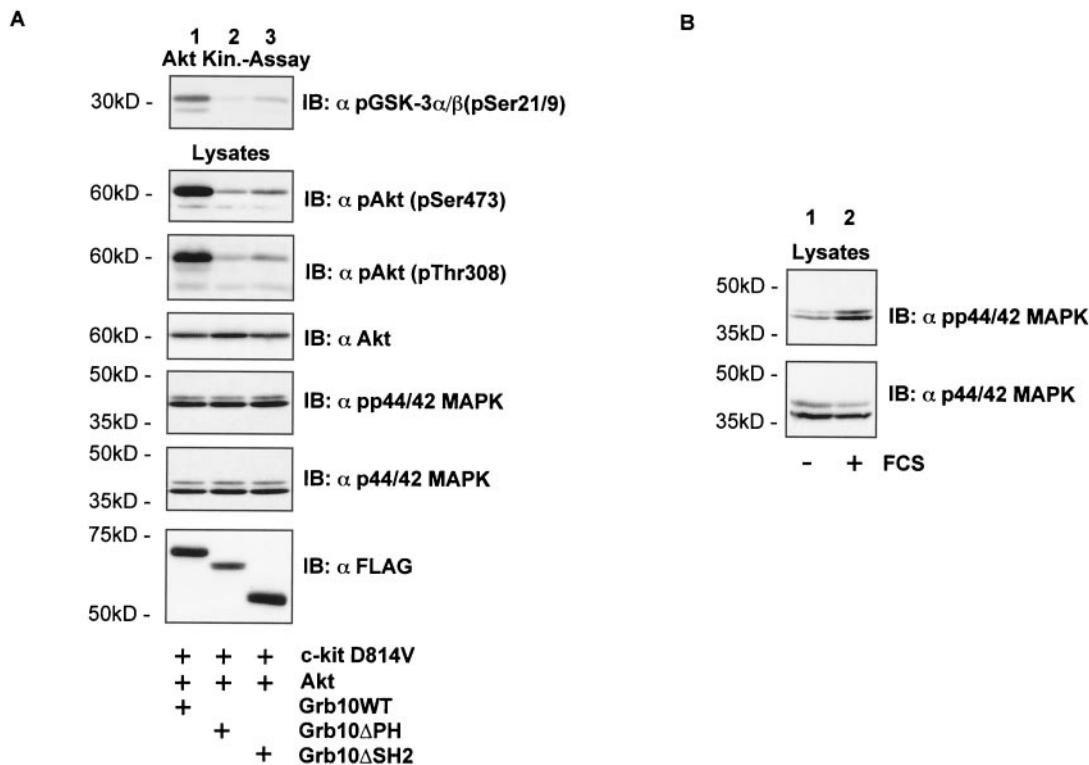 A
1 2 3
Akt Kin.-Assay
30kD - IB: α pGSK-3α/β(pSer21/9)
Lysates
60kD - IB: α pAkt (pSer473)
60kD - IB: α pAkt (pThr308)
60kD - IB: α Akt
50kD -
IB: α pp44/42 MAPK
35kD -
50kD -
IB: α p44/42 MAPK
35kD -
75kD -
IB: α FLAG
50kD -
+ + + c-kit D814V
+ + + Akt
+ Grb10WT
+ Grb10ΔPH
+ Grb10ΔSH2
B
1 2
Lysates
50kD -
IB: α pp44/42 MAPK
35kD -
50kD -
IB: α p44/42 MAPK
35kD -
- + FCS